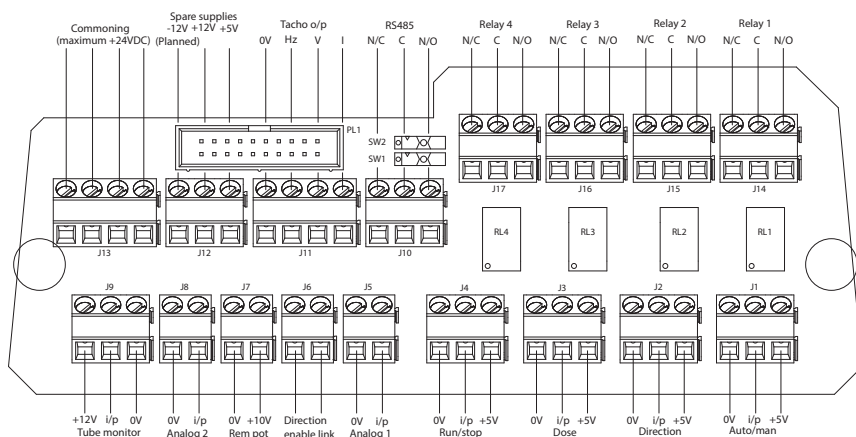 Commoning
(maximum +24VDC)
Spare supplies
-12V +12V +5V
(Planned)
Tacho o/p
0V Hz V I
RS485
N/C C N/O
Relay 4
N/C C N/O
Relay 3
N/C C N/O
Relay 2
N/C C N/O
Relay 1
N/C C N/O
PL1
SW2
SW1
J17 J16 J15 J14
J13 J12 J11 J10
RL4 RL3 RL2 RL1
J9 J8 J7 J6 J5 J4 J3 J2 J1
+12V i/p 0V
Tube monitor
0V i/p
Analog 2
0V +10V
Rem pot
Direction
enable link
0V i/p
Analog 1
0V i/p +5V
Run/stop
0V i/p +5V
Dose
0V i/p +5V
Direction
0V i/p +5V
Auto/man